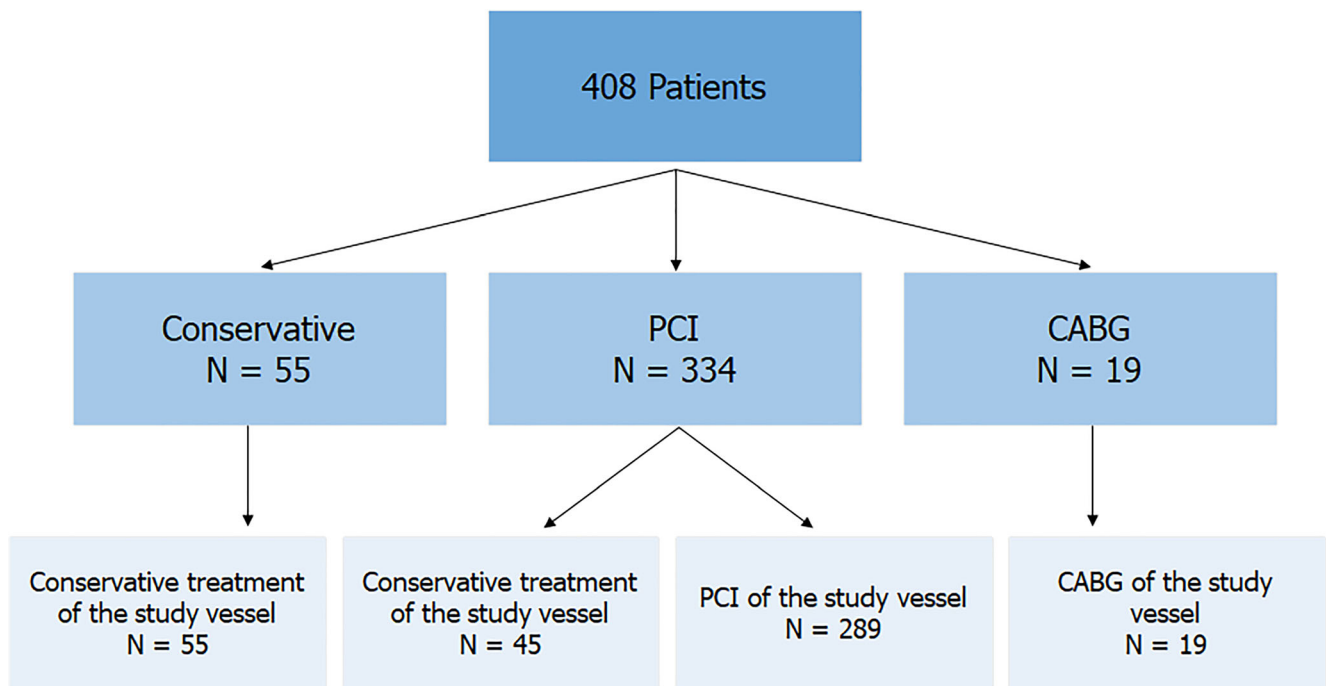 408 Patients
Conservative
N = 55
PCI
N = 334
CABG
N = 19
Conservative treatment
of the study vessel
N = 55
Conservative treatment
of the study vessel
N = 45
PCI of the study vessel
N = 289
CABG of the study
vessel
N = 19